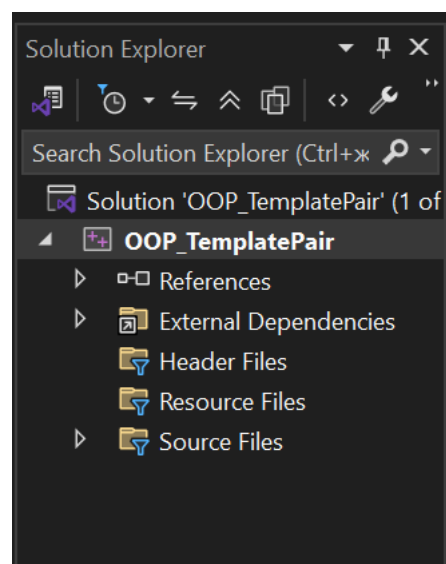 Solution Explorer
Search Solution Explorer (Ctrl+ж
Solution 'OOP_TemplatePair' (1 of
OOP_TemplatePair
References
External Dependencies
Header Files
Resource Files
Source Files